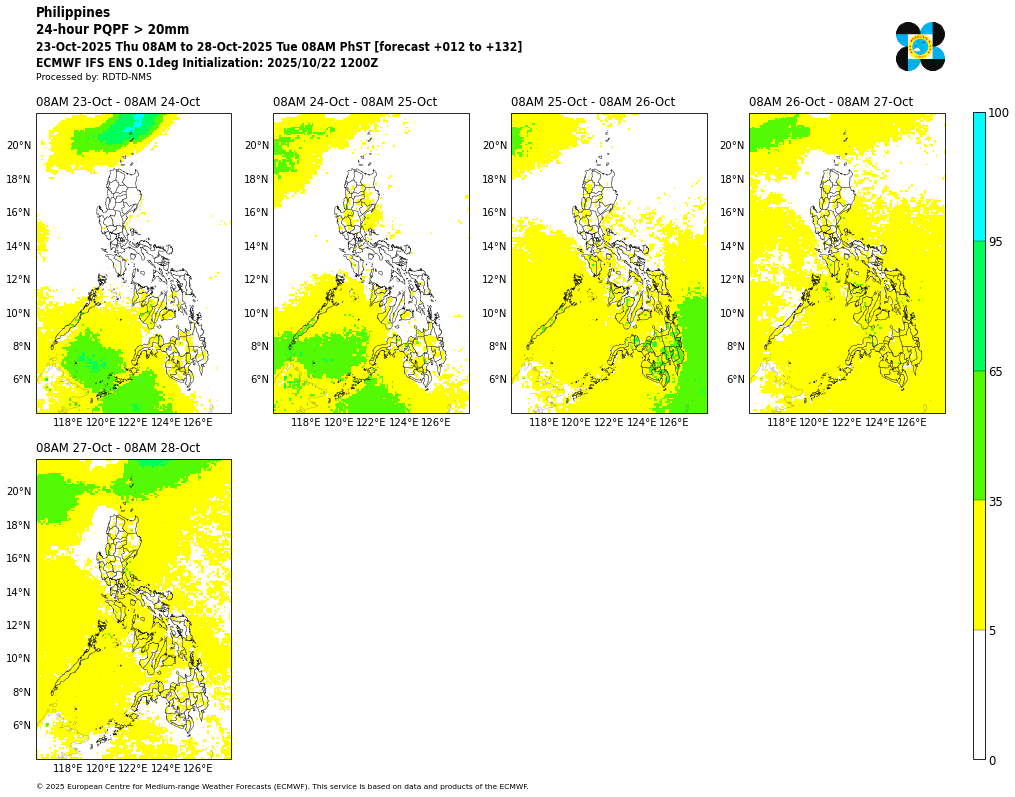 Philippines
24-hour PQPF > 20mm
23-Oct-2025 Thu 08AM to 28-Oct-2025 Tue 08AM PhST [forecast +012 to +132]
ECMWF IFS ENS 0.1deg Initialization: 2025/10/22 1200Z
Processed by: RDTD-NMS
08AM 23-Oct - 08AM 24-Oct
20°N
18°N
16°N
14°N
12°N
10°N
8°N
6°N
118°E 120°E 122°E 124°E 126°E
08AM 24-Oct - 08AM 25-Oct
20°N
18°N
16°N
14°N
12°N
10°N
8°N
6°N
118°E 120°E 122°E 124°E 126°E
08AM 25-Oct - 08AM 26-Oct
20°N
18°N
16°N
14°N
12°N
10°N
8°N
6°N
118°E 120°E 122°E 124°E 126°E
08AM 26-Oct - 08AM 27-Oct
20°N
18°N
16°N
14°N
12°N
10°N
8°N
6°N
118°E 120°E 122°E 124°E 126°E
100
95
65
35
5
0
08AM 27-Oct - 08AM 28-Oct
20°N
18°N
16°N
14°N
12°N
10°N
8°N
6°N
118°E 120°E 122°E 124°E 126°E
© 2025 European Centre for Medium-range Weather Forecasts (ECMWF). This service is based on data and products of the ECMWF.